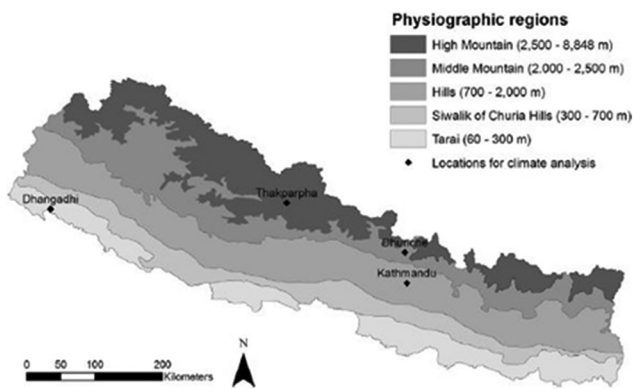 Physiographic regions
High Mountain (2,500 - 8,848 m)
Middle Mountain (2.000 - 2,500 m)
Hills (700 - 2,000 m)
Siwalik of Churia Hills (300 - 700 m)
Tarai (60 - 300 m)
Locations for climate analysis
Thakparpha
Dhangadhi
Dhunche
Kathmandu
N
0 50 100 200
Kilometers